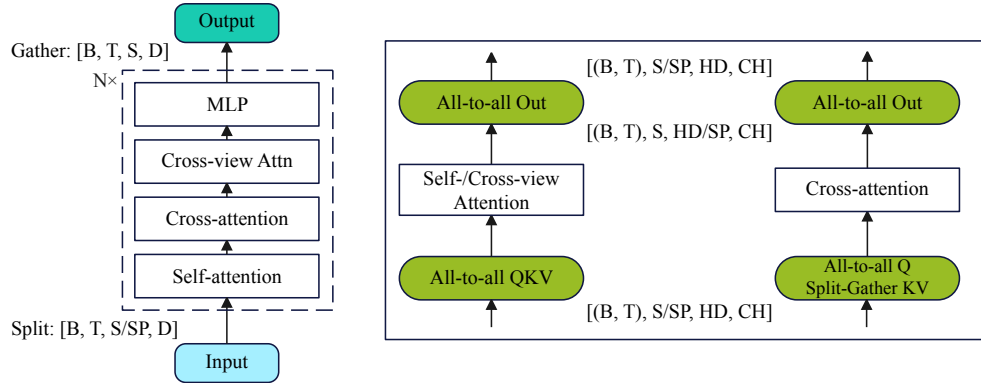 Output
Gather: [B, T, S, D]
N×
MLP
Cross-view Attn
Cross-attention
Self-attention
Split: [B, T, S/SP, D]
Input
[(B, T), S/SP, HD, CH]
All-to-all Out
All-to-all Out
[(B, T), S, HD/SP, CH]
Self-/Cross-view
Attention
Cross-attention
All-to-all QKV
All-to-all Q
Split-Gather KV
[(B, T), S/SP, HD, CH]